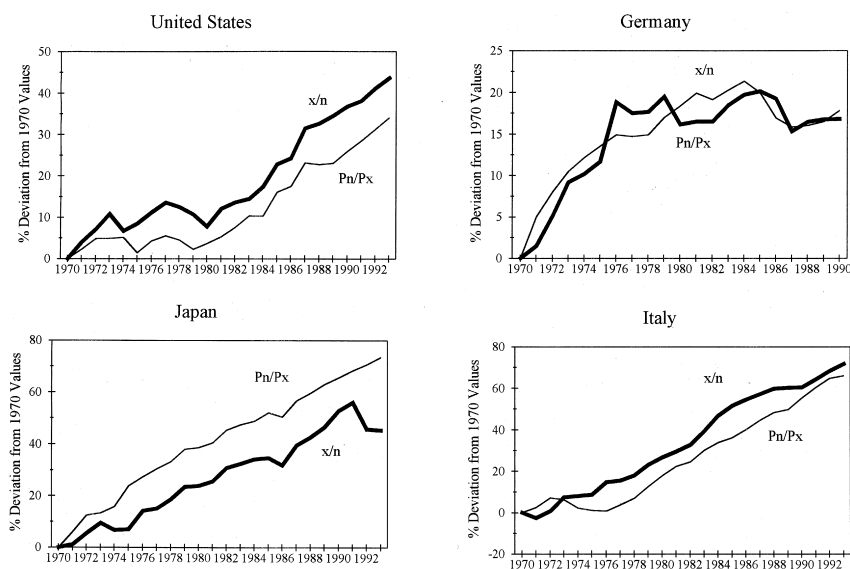 United States
% Deviation from 1970 Values
50
40
30
20
10
0
x/n
Pn/Px
1970 1972 1974 1976 1978 1980 1982 1984 1986 1988 1990 1992
Germany
% Deviation from 1970 Values
25
20
15
10
5
0
x/n
Pn/Px
1970 1972 1974 1976 1978 1980 1982 1984 1986 1988 1990
Japan
% Deviation from 1970 Values
80
60
40
20
0
Pn/Px
x/n
1970 1972 1974 1976 1978 1980 1982 1984 1986 1988 1990 1992
Italy
% Deviation from 1970 Values
80
60
40
20
0
-20
x/n
Pn/Px
1970 1972 1974 1976 1978 1980 1982 1984 1986 1988 1990 1992